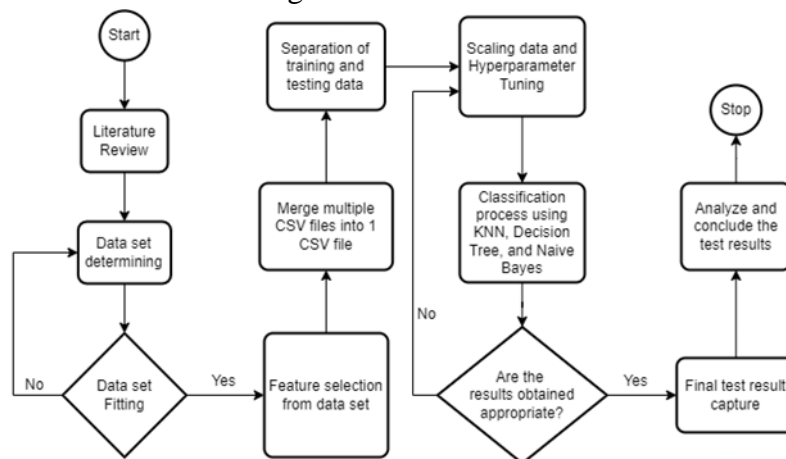 Start
Literature
Review
Data set
determining
No
Data set
Fitting
Yes
Feature selection
from data set
Merge multiple
CSV files into 1
CSV file
Separation of
training and
testing data
Scaling data and
Hyperparameter
Tuning
Classification
process using
KNN, Decision
Tree, and Naive
Bayes
No
Are the
results obtained
appropriate?
Yes
Final test result
capture
Analyze and
conclude the
test results
Stop